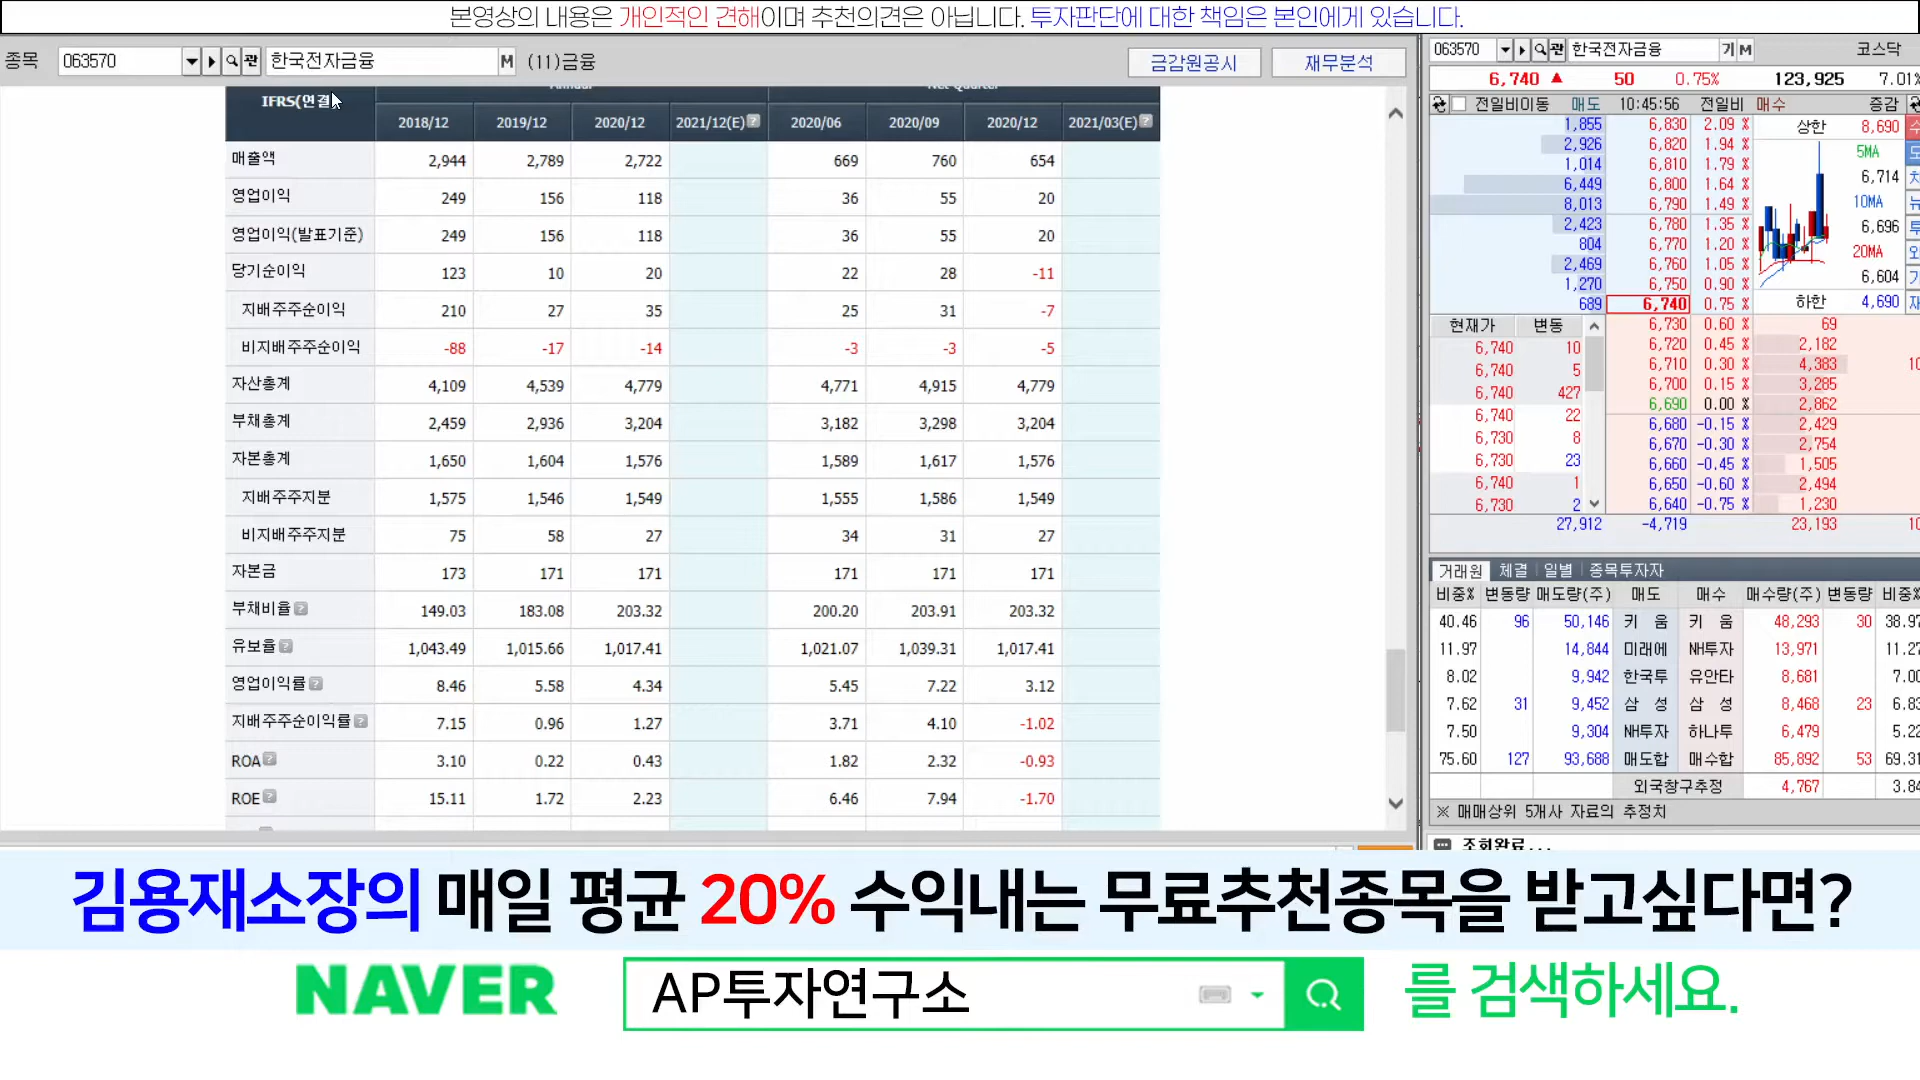 본영상의 내용은 개인적인 견해이며 추천의견은 아닙니다. 투자판단에 대한 책임은 본인에게 있습니다.
종목 063570 관 한국전자금융 M (11)금융 금감원공시 재무분석
IFRS(연결)
2018/12 2019/12 2020/12 2021/12(E) 2020/06 2020/09 2020/12 2021/03(E)
매출액 2,944 2,789 2,722 669 760 654
영업이익 249 156 118 36 55 20
영업이익(발표기준) 249 156 118 36 55 20
당기순이익 123 10 20 22 28 -11
지배주주순이익 210 27 35 25 31 -7
비지배주주순이익 -88 -17 -14 -3 -3 -5
자산총계 4,109 4,539 4,779 4,771 4,915 4,779
부채총계 2,459 2,936 3,204 3,182 3,298 3,204
자본총계 1,650 1,604 1,576 1,589 1,617 1,576
지배주주지분 1,575 1,546 1,549 1,555 1,586 1,549
비지배주주지분 75 58 27 34 31 27
자본금 173 171 171 171 171 171
부채비율 149.03 183.08 203.32 200.20 203.91 203.32
유보율 1,043.49 1,015.66 1,017.41 1,021.07 1,039.31 1,017.41
영업이익률 8.46 5.58 4.34 5.45 7.22 3.12
지배주주순이익률 7.15 0.96 1.27 3.71 4.10 -1.02
ROA 3.10 0.22 0.43 1.82 2.32 -0.93
ROE 15.11 1.72 2.23 6.46 7.94 -1.70
063570 관 한국전자금융 기 M 코스닥
6,740 ▲ 50 0.75% 123,925 7.01%
전일비이동 매도 10:45:56 전일비 매수 증감
1,855 6,830 2.09 % 상한 8,690
2,926 6,820 1.94 % 5MA
1,014 6,810 1.79 % 6,714
6,449 6,800 1.64 %
8,013 6,790 1.49 % 10MA
2,423 6,780 1.35 % 6,696
804 6,770 1.20 % 20MA
2,469 6,760 1.05 %
1,270 6,750 0.90 % 6,604
689 6,740 0.75 % 하한 4,690
현재가 변동
6,740 10
6,740 5
6,740 427
6,740 22
6,730 8
6,730 23
6,740 1
6,730 2
6,730 0.60 % 69
6,720 0.45 % 2,182
6,710 0.30 % 4,383
6,700 0.15 % 3,285
6,690 0.00 % 2,862
6,680 -0.15 % 2,429
6,670 -0.30 % 2,754
6,660 -0.45 % 1,505
6,650 -0.60 % 2,494
6,640 -0.75 % 1,230
27,912 -4,719 23,193
거래원 체결 일별 종목투자자
비중% 변동량 매도량(주) 매도 매수 매수량(주) 변동량 비중%
40.46 96 50,146 키 움 키 움 48,293 30 38.97
11.97 14,844 미래에 NH투자 13,971 11.27
8.02 9,942 한국투 유안타 8,681 7.00
7.62 31 9,452 삼 성 삼 성 8,468 23 6.83
7.50 9,304 NH투자 하나투 6,479 5.22
75.60 127 93,688 매도합 매수합 85,892 53 69.31
외국창구추정 4,767 3.84
※ 매매상위 5개사 자료의 추정치
조회완료...
김용재소장의 매일 평균 20% 수익내는 무료추천종목을 받고싶다면?
NAVER AP투자연구소 를 검색하세요.